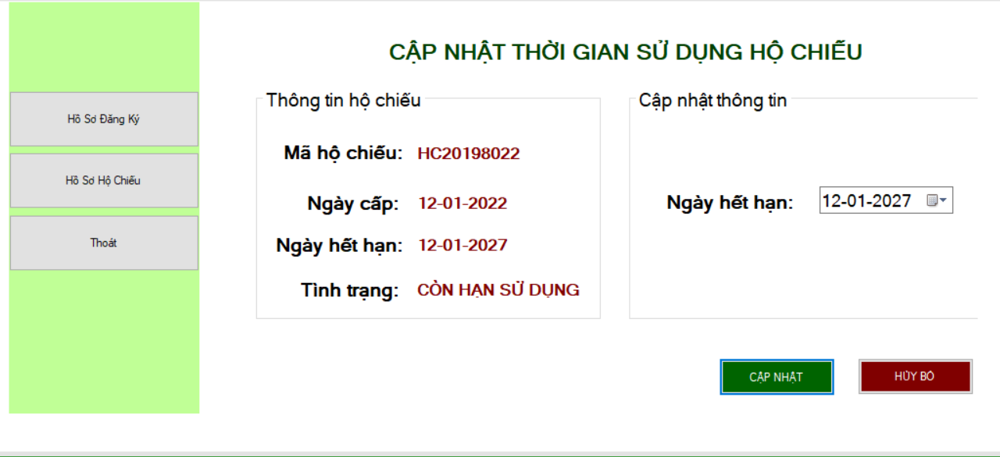 CẬP NHẬT THỜI GIAN SỬ DỤNG HỘ CHIẾU
Hồ Sơ Đăng Ký
Hồ Sơ Hộ Chiếu
Thoát
Thông tin hộ chiếu
Mã hộ chiếu: HC20198022
Ngày cấp: 12-01-2022
Ngày hết hạn: 12-01-2027
Tình trạng: CÒN HẠN SỬ DỤNG
Cập nhật thông tin
Ngày hết hạn: 12-01-2027
CẬP NHẬT
HỦY BỎ